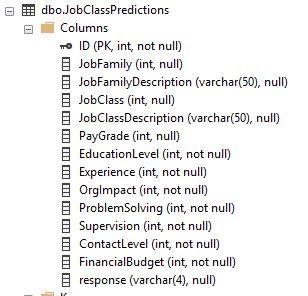 dbo.JobClassPredictions
Columns
ID (PK, int, not null)
JobFamily (int, null)
JobFamilyDescription (varchar(50), null)
JobClass (int, null)
JobClassDescription (varchar(50), null)
PayGrade (int, null)
EducationLevel (int, not null)
Experience (int, not null)
OrgImpact (int, not null)
ProblemSolving (int, not null)
Supervision (int, not null)
ContactLevel (int, not null)
FinancialBudget (int, not null)
response (varchar(4), null)